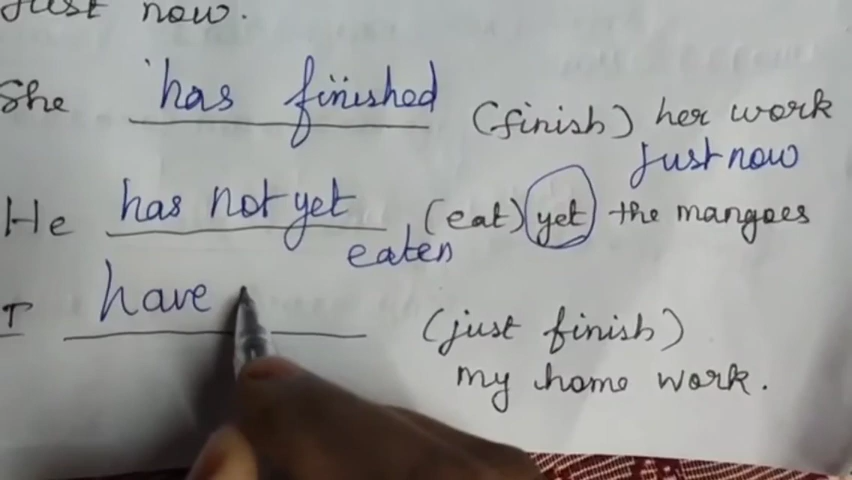 Just now.
She has finished (finish) her work
Just now
He has not yet (eat) yet the mangoes
eaten
I have (just finish)
my home work.